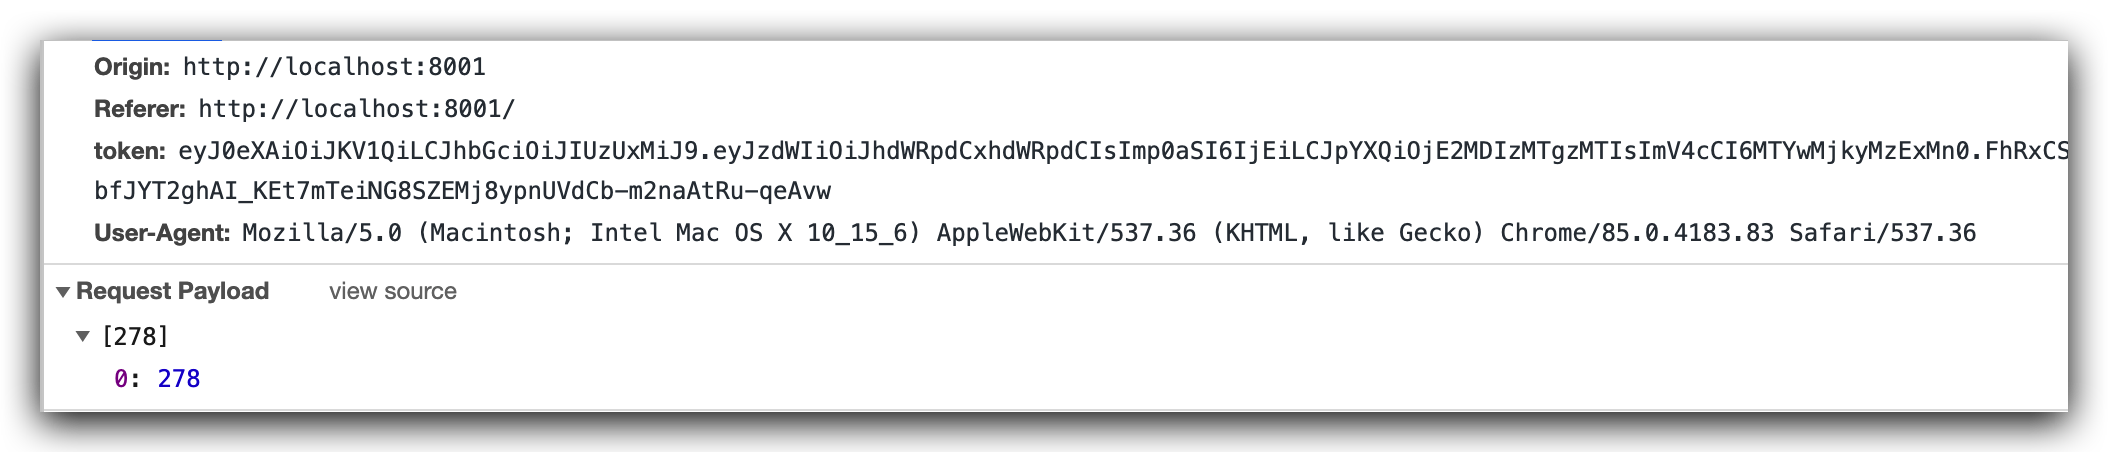 Origin: http://localhost:8001
Referer: http://localhost:8001/
token: eyJ0eXAiOiJKV1QiLCJhbGciOiJIUzUxMiJ9.eyJzdWIiOiJhdWRpdCxhdWRpdCIsImp0aSI6IjEiLCJpYXQiOjE2MDIzMTgzMTIsImV4cCI6MTYwMjkyMzExMn0.FhRxCS
bfJYT2ghAI_KEt7mTeiNG8SZEMj8ypnUVdCb-m2naAtRu-qeAvw
User-Agent: Mozilla/5.0 (Macintosh; Intel Mac OS X 10_15_6) AppleWebKit/537.36 (KHTML, like Gecko) Chrome/85.0.4183.83 Safari/537.36
Request Payload view source
[278]
0: 278